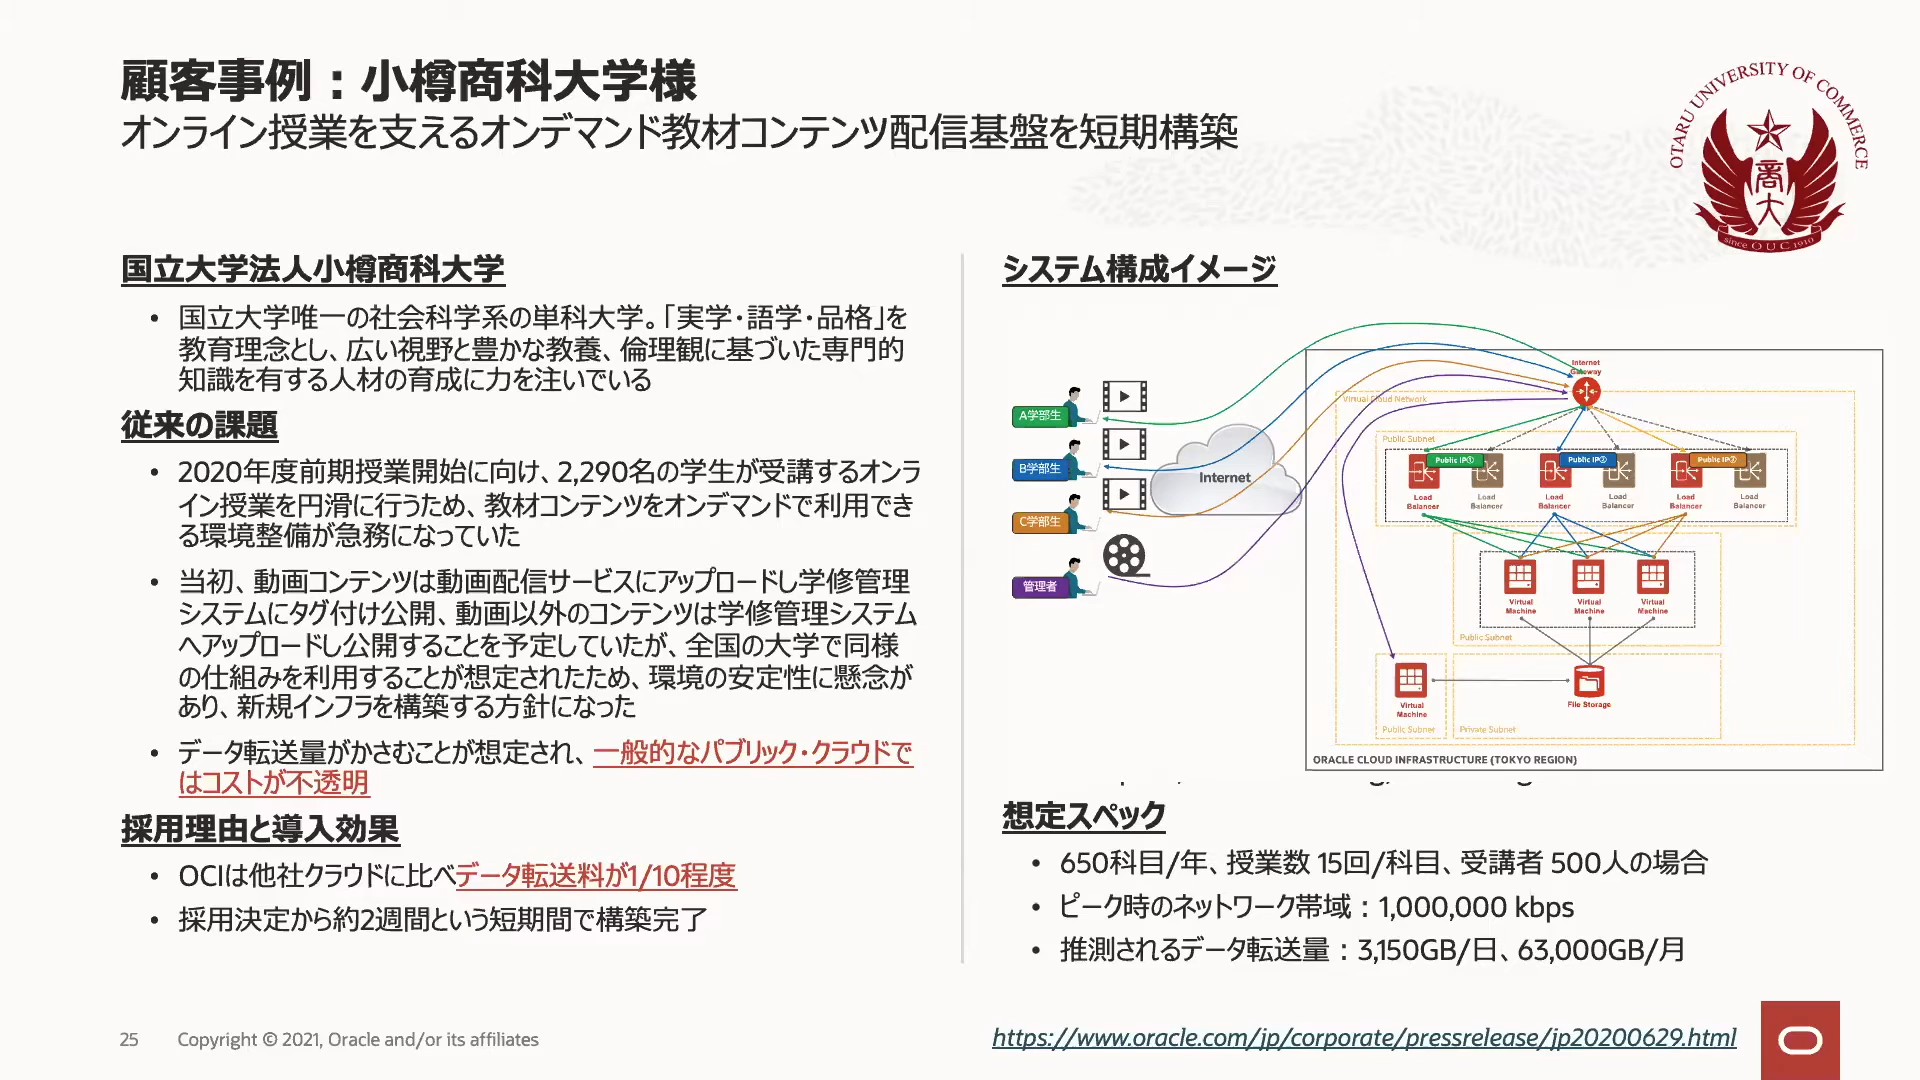 顧客事例：小樽商科大学様
オンライン授業を支えるオンデマンド教材コンテンツ配信基盤を短期構築
OTARU UNIVERSITY OF COMMERCE
商大
since OUC 1910
国立大学法人小樽商科大学
• 国立大学唯一の社会科学系の単科大学。「実学・語学・品格」を
教育理念とし、広い視野と豊かな教養、倫理観に基づいた専門的
知識を有する人材の育成に力を注いでいる
従来の課題
• 2020年度前期授業開始に向け、2,290名の学生が受講するオンラ
イン授業を円滑に行うため、教材コンテンツをオンデマンドで利用でき
る環境整備が急務になっていた
• 当初、動画コンテンツは動画配信サービスにアップロードし学修管理
システムにタグ付け公開、動画以外のコンテンツは学修管理システム
へアップロードし公開することを予定していたが、全国の大学で同様
の仕組みを利用することが想定されたため、環境の安定性に懸念が
あり、新規インフラを構築する方針になった
• データ転送量がかさむことが想定され、一般的なパブリック・クラウドで
はコストが不透明
採用理由と導入効果
• OCIは他社クラウドに比べデータ転送料が1/10程度
• 採用決定から約2週間という短期間で構築完了
システム構成イメージ
A学部生
B学部生
C学部生
管理者
Internet
Internet
Gateway
Virtual Cloud Network
Public Subnet
Public IP①
Public IP②
Public IP③
Load
Balancer
Load
Balancer
Load
Balancer
Load
Balancer
Load
Balancer
Load
Balancer
Virtual
Machine
Virtual
Machine
Virtual
Machine
Public Subnet
Virtual
Machine
Public Subnet
File Storage
Private Subnet
ORACLE CLOUD INFRASTRUCTURE (TOKYO REGION)
想定スペック
• 650科目/年、授業数 15回/科目、受講者 500人の場合
• ピーク時のネットワーク帯域：1,000,000 kbps
• 推測されるデータ転送量：3,150GB/日、63,000GB/月
25 Copyright © 2021, Oracle and/or its affiliates
https://www.oracle.com/jp/corporate/pressrelease/jp20200629.html